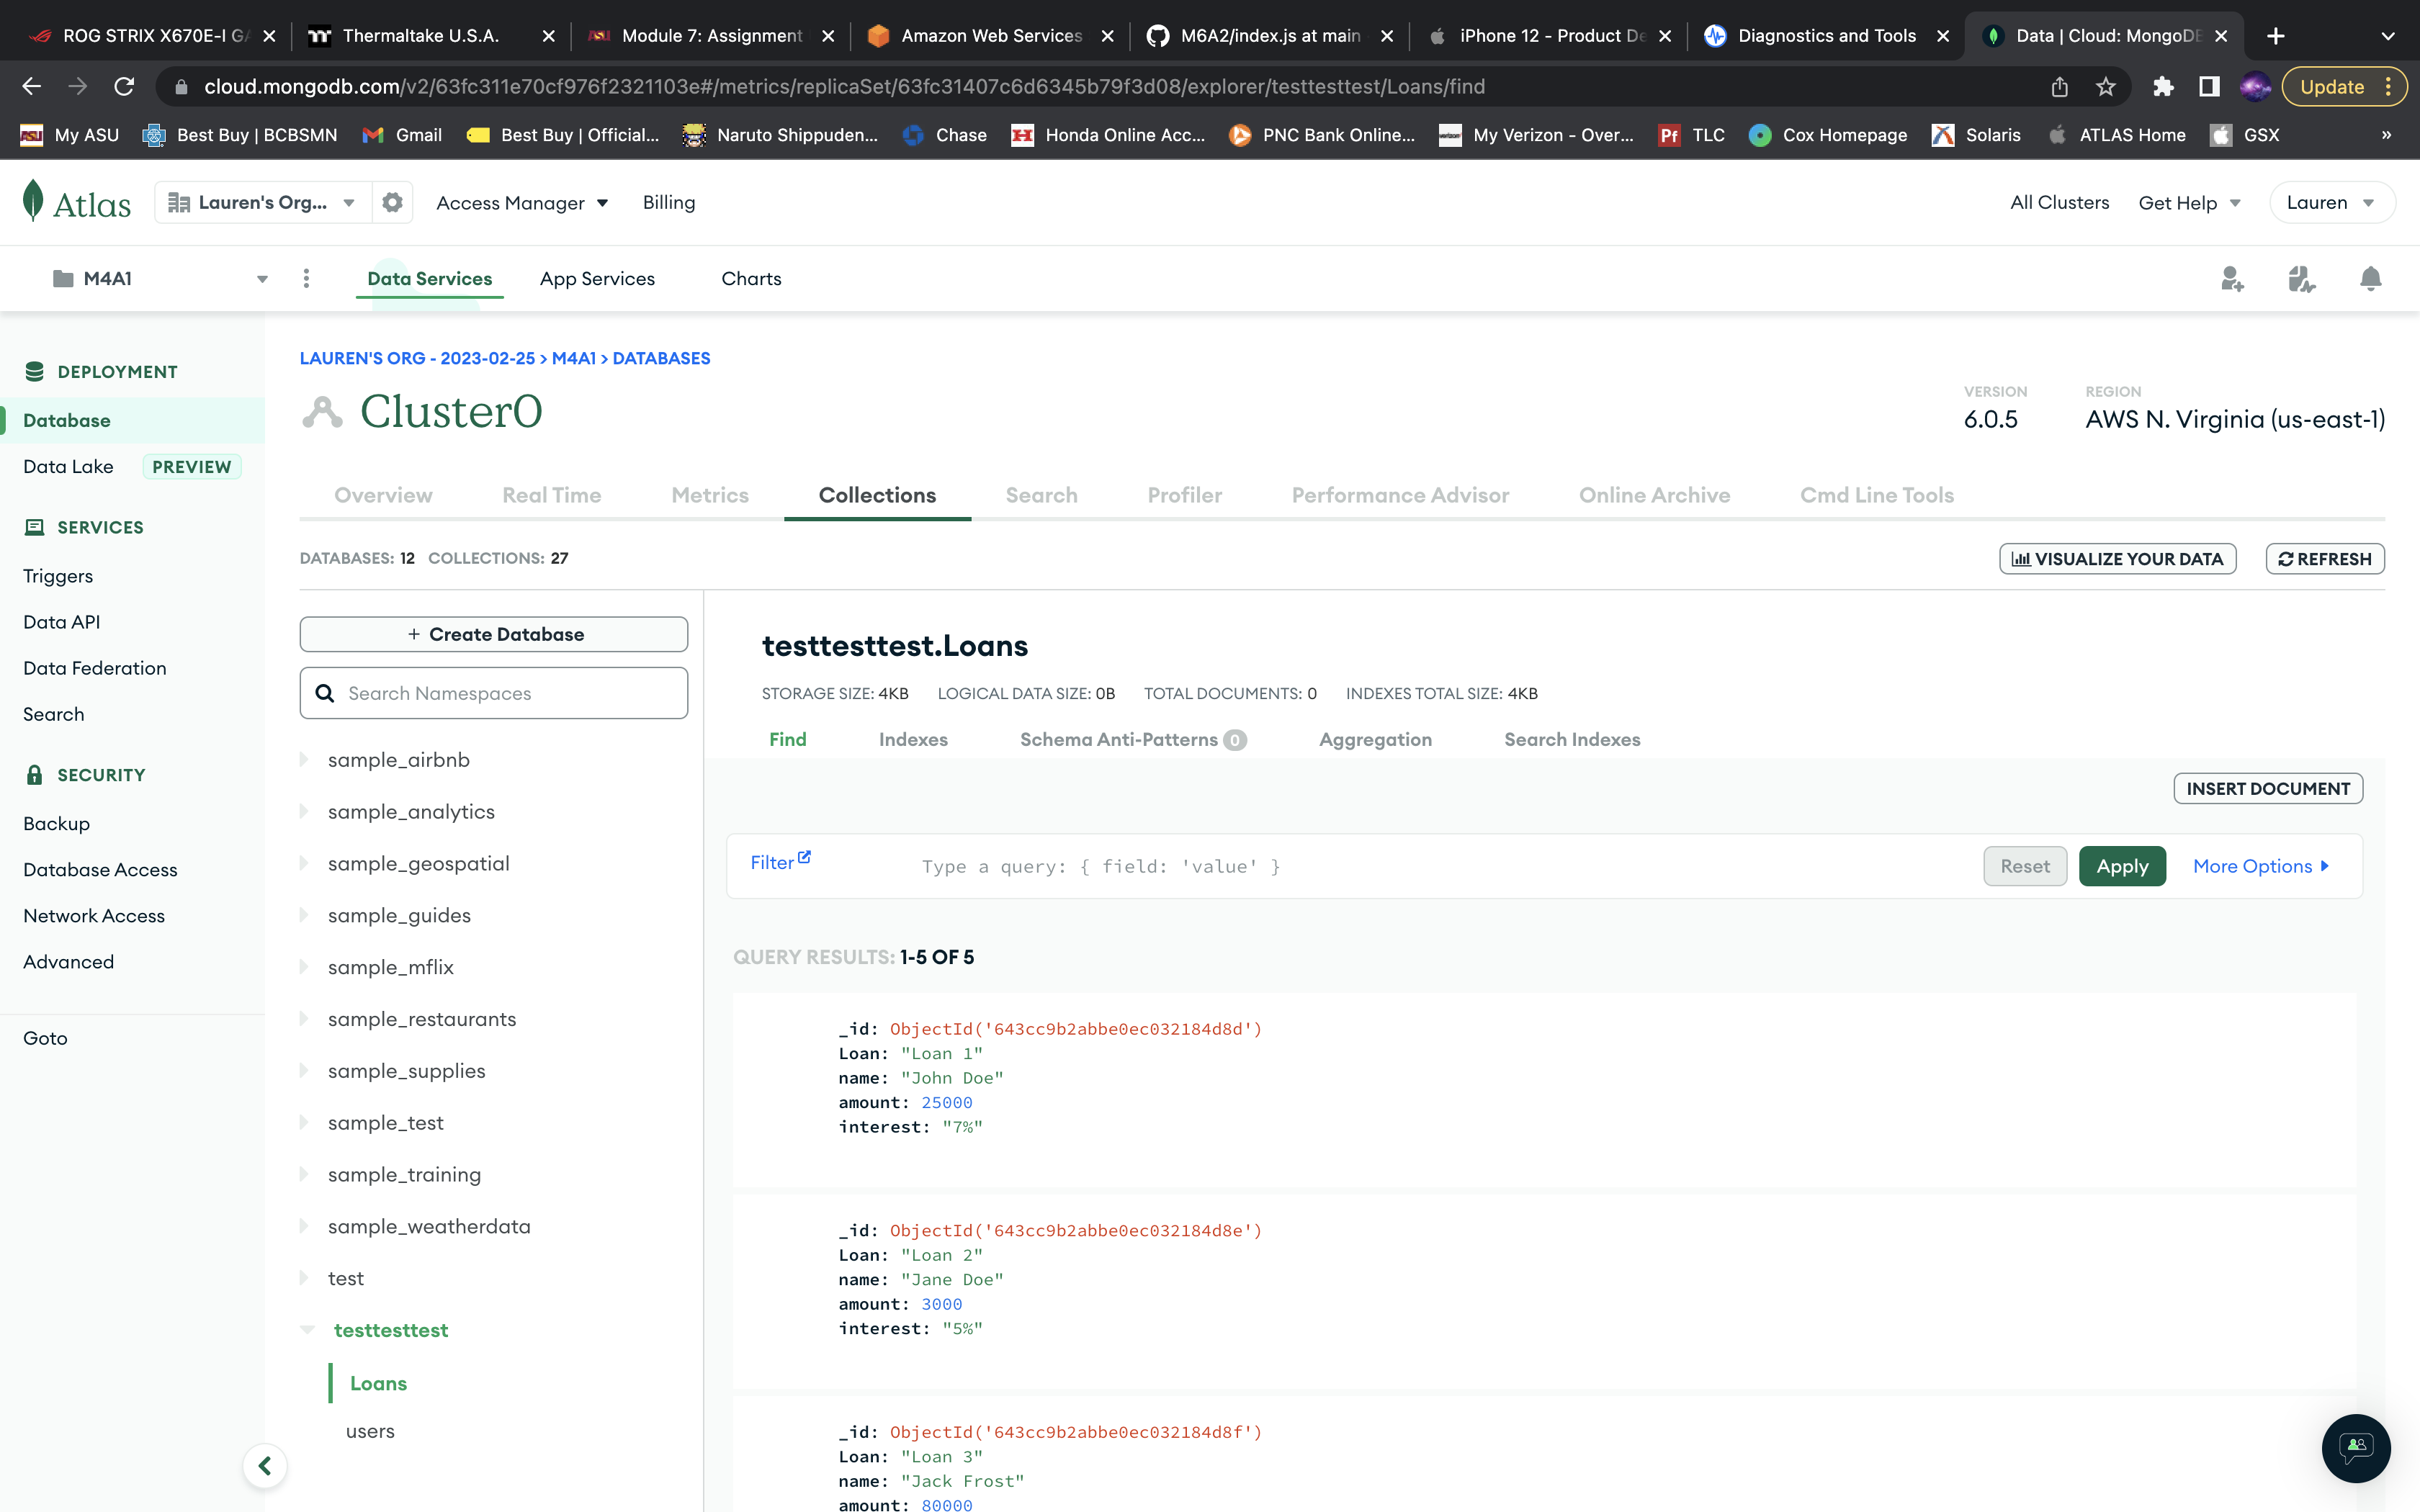 ROG STRIX X670E-I GA
Thermaltake U.S.A.
Module 7: Assignment
Amazon Web Services
M6A2/index.js at main
iPhone 12 - Product De
Diagnostics and Tools
Data | Cloud: MongoDB
cloud.mongodb.com/v2/63fc311e70cf976f2321103e#/metrics/replicaSet/63fc31407c6d6345b79f3d08/explorer/testtesttest/Loans/find
Update
My ASU
Best Buy | BCBSMN
Gmail
Best Buy | Official...
Naruto Shippuden...
Chase
Honda Online Acc...
PNC Bank Online...
My Verizon - Over...
Pf TLC
Cox Homepage
Solaris
ATLAS Home
GSX
»
Atlas
Lauren's Org...
Access Manager
Billing
All Clusters
Get Help
Lauren
M4A1
Data Services
App Services
Charts
DEPLOYMENT
Database
Data Lake PREVIEW
SERVICES
Triggers
Data API
Data Federation
Search
SECURITY
Backup
Database Access
Network Access
Advanced
Goto
LAUREN'S ORG - 2023-02-25 > M4A1 > DATABASES
Cluster0
VERSION
6.0.5
REGION
AWS N. Virginia (us-east-1)
Overview
Real Time
Metrics
Collections
Search
Profiler
Performance Advisor
Online Archive
Cmd Line Tools
DATABASES: 12 COLLECTIONS: 27
VISUALIZE YOUR DATA
REFRESH
+ Create Database
Search Namespaces
sample_airbnb
sample_analytics
sample_geospatial
sample_guides
sample_mflix
sample_restaurants
sample_supplies
sample_test
sample_training
sample_weatherdata
test
testtesttest
Loans
users
testtesttest.Loans
STORAGE SIZE: 4KB LOGICAL DATA SIZE: 0B TOTAL DOCUMENTS: 0 INDEXES TOTAL SIZE: 4KB
Find
Indexes
Schema Anti-Patterns 0
Aggregation
Search Indexes
INSERT DOCUMENT
Filter
Type a query: { field: 'value' }
Reset
Apply
More Options
QUERY RESULTS: 1-5 OF 5
_id: ObjectId('643cc9b2abbe0ec032184d8d')
Loan: "Loan 1"
name: "John Doe"
amount: 25000
interest: "7%"
_id: ObjectId('643cc9b2abbe0ec032184d8e')
Loan: "Loan 2"
name: "Jane Doe"
amount: 3000
interest: "5%"
_id: ObjectId('643cc9b2abbe0ec032184d8f')
Loan: "Loan 3"
name: "Jack Frost"
amount: 80000